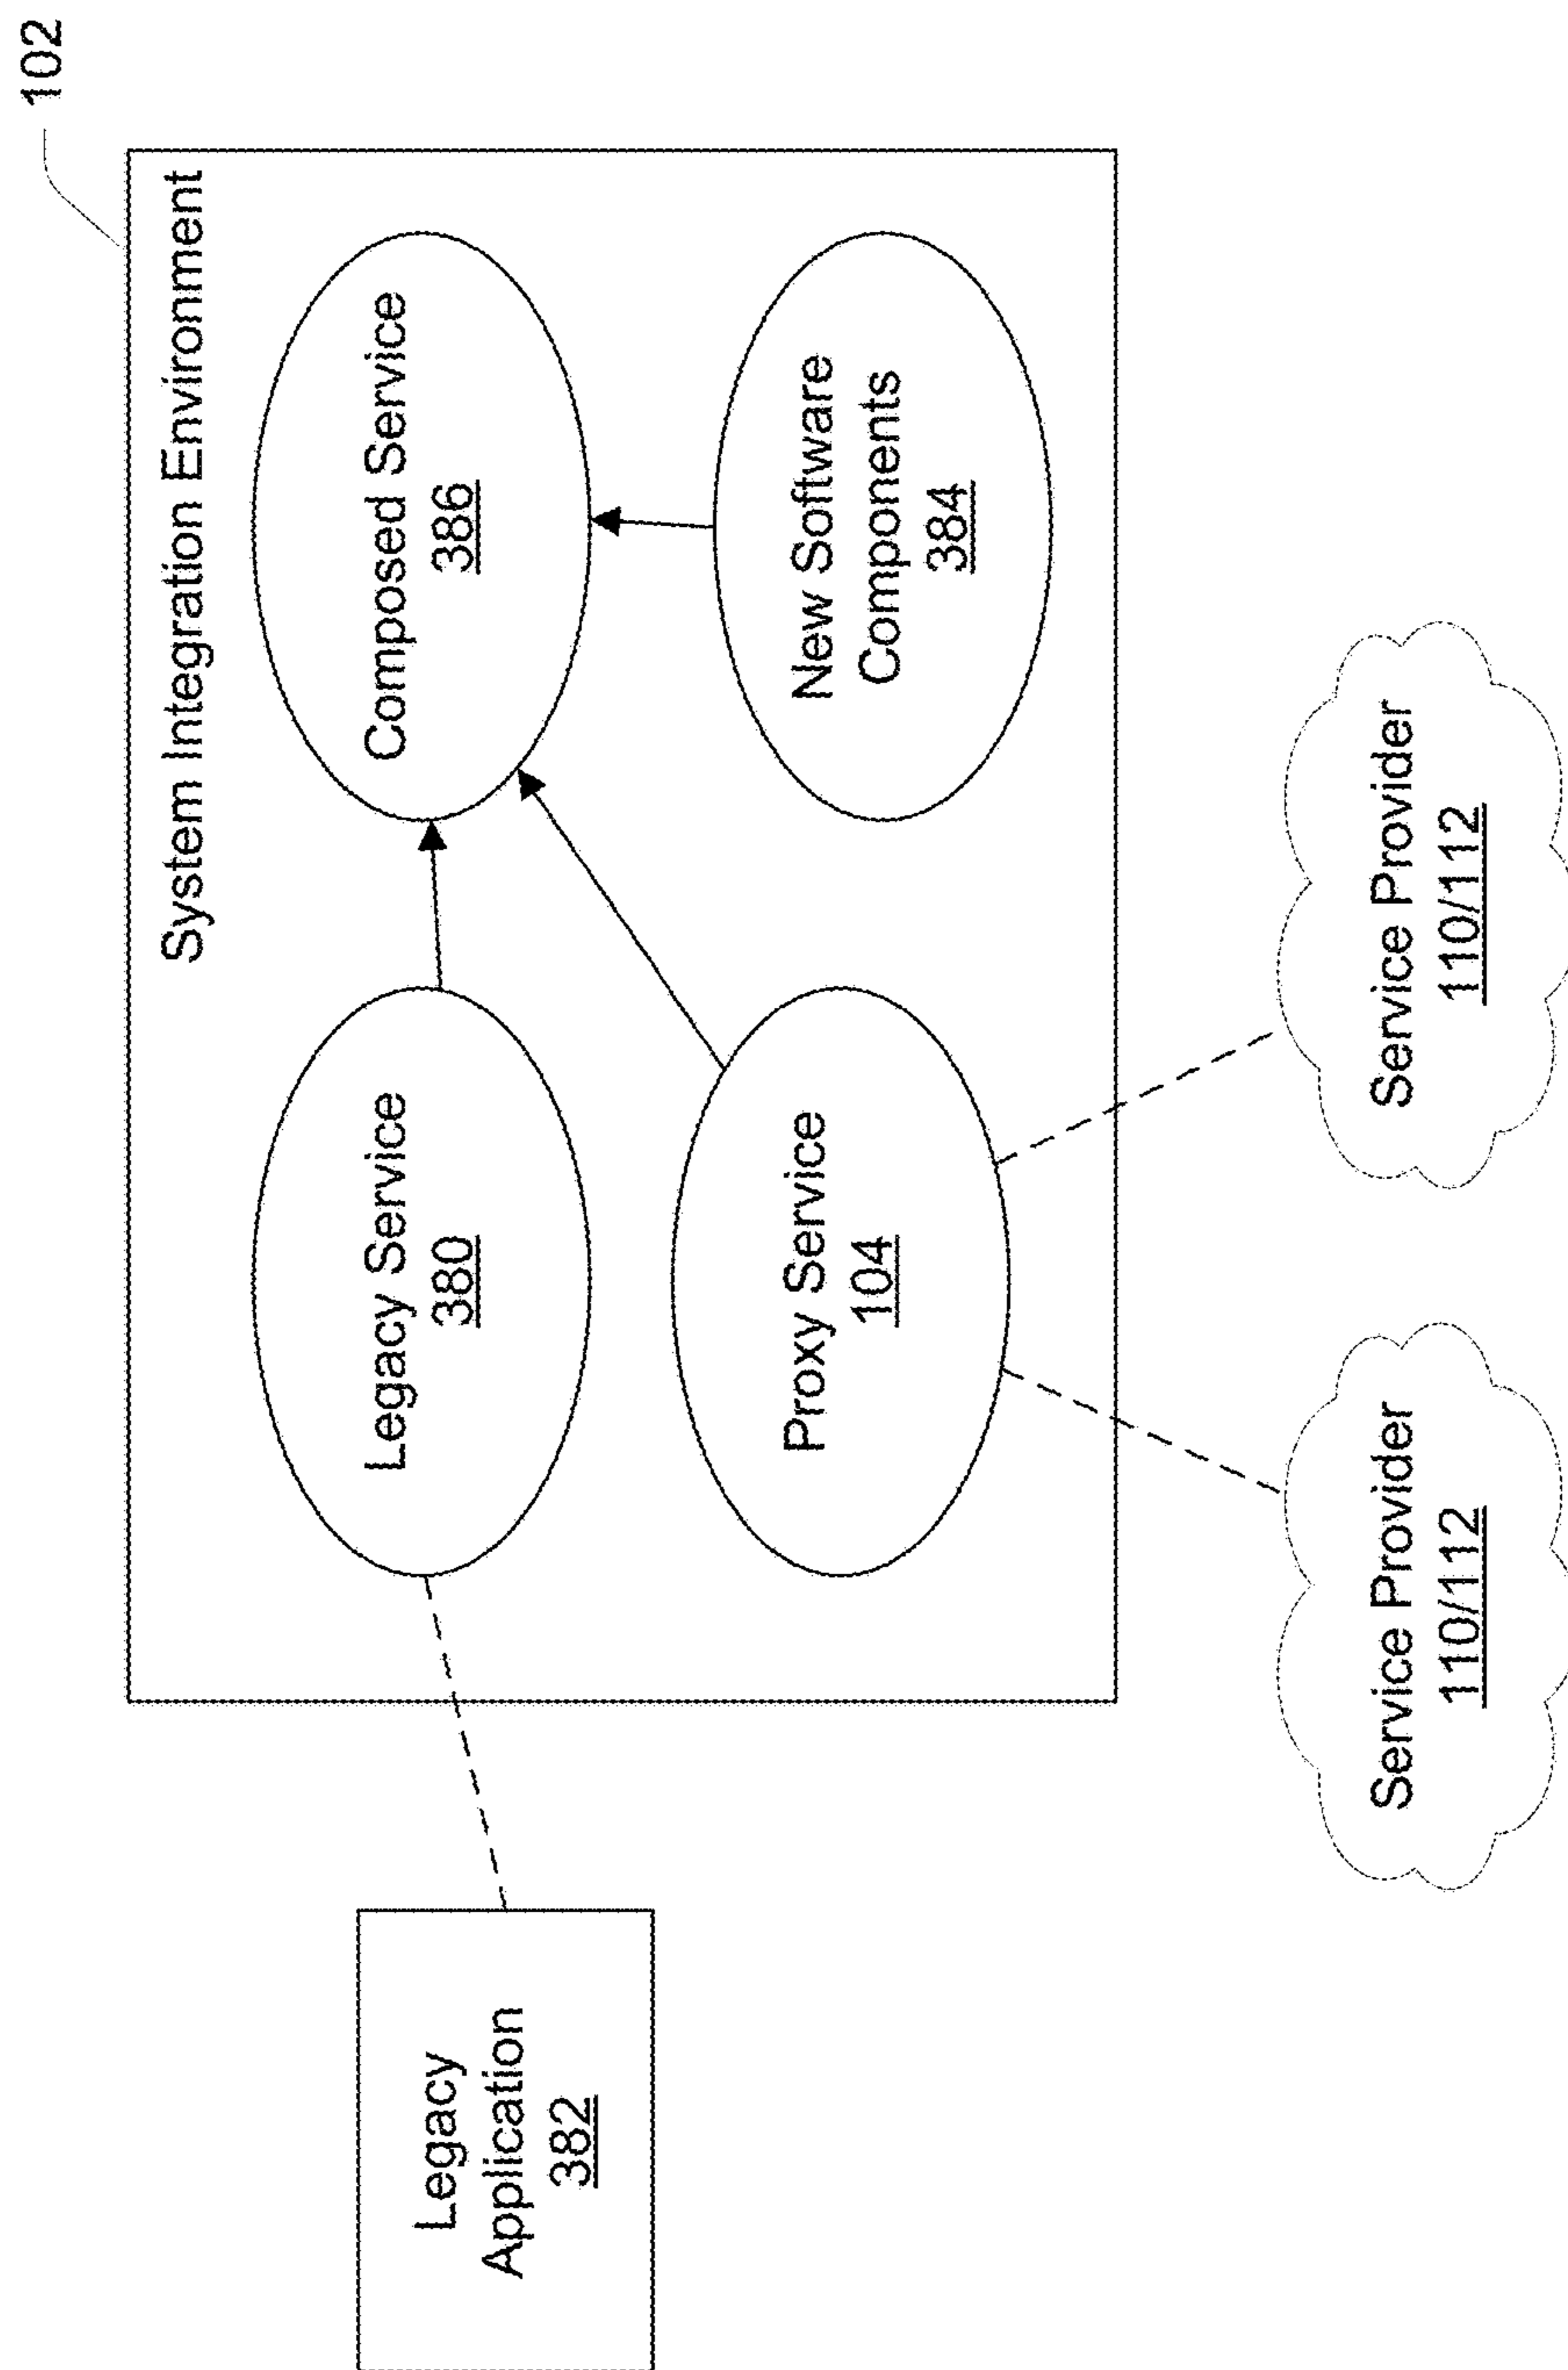 102
System Integration Environment
Legacy Service
380
Composed Service
386
Legacy
Application
382
Proxy Service
104
New Software
Components
384
Service Provider
110/112
Service Provider
110/112